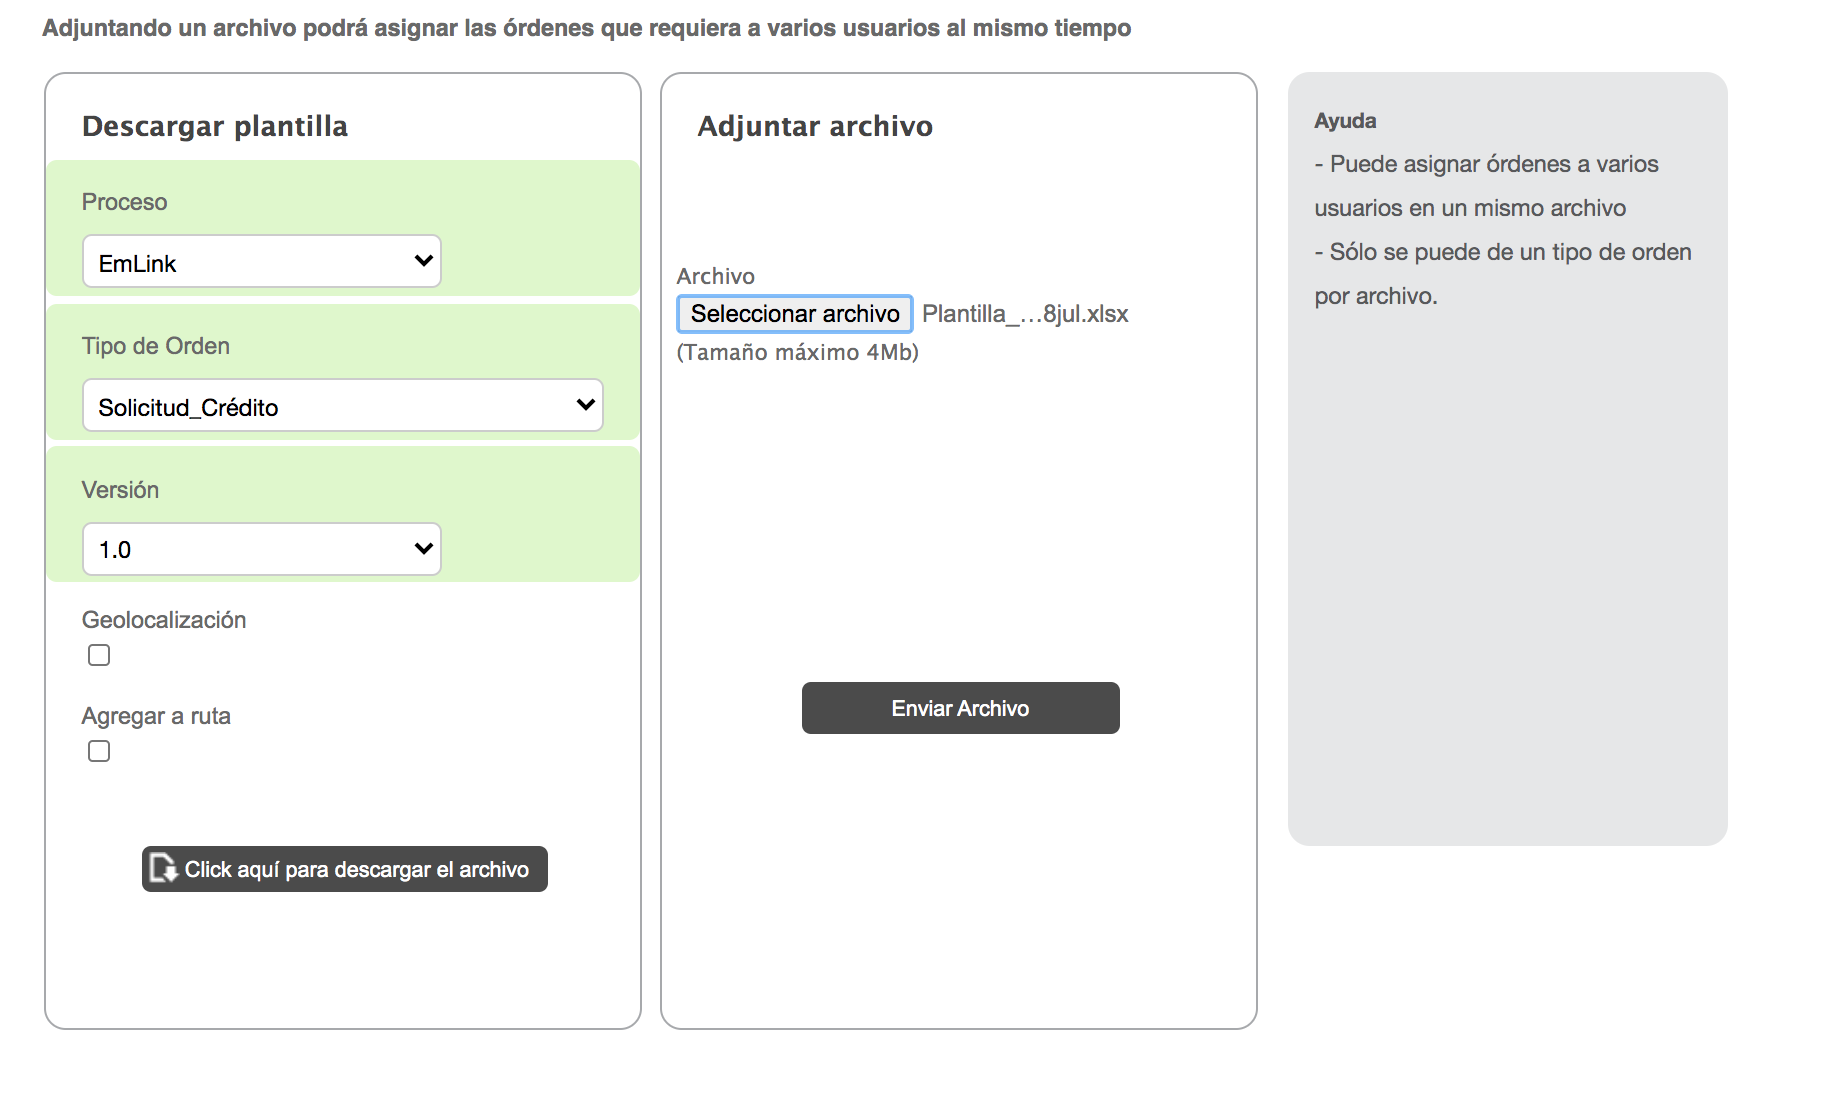 Adjuntando un archivo podrá asignar las órdenes que requiera a varios usuarios al mismo tiempo
Descargar plantilla
Proceso
EmLink
Tipo de Orden
Solicitud_Crédito
Versión
1.0
Geolocalización
Agregar a ruta
Click aquí para descargar el archivo
Adjuntar archivo
Archivo
Seleccionar archivo Plantilla_...8jul.xlsx
(Tamaño máximo 4Mb)
Enviar Archivo
Ayuda
- Puede asignar órdenes a varios
usuarios en un mismo archivo
- Sólo se puede de un tipo de orden
por archivo.